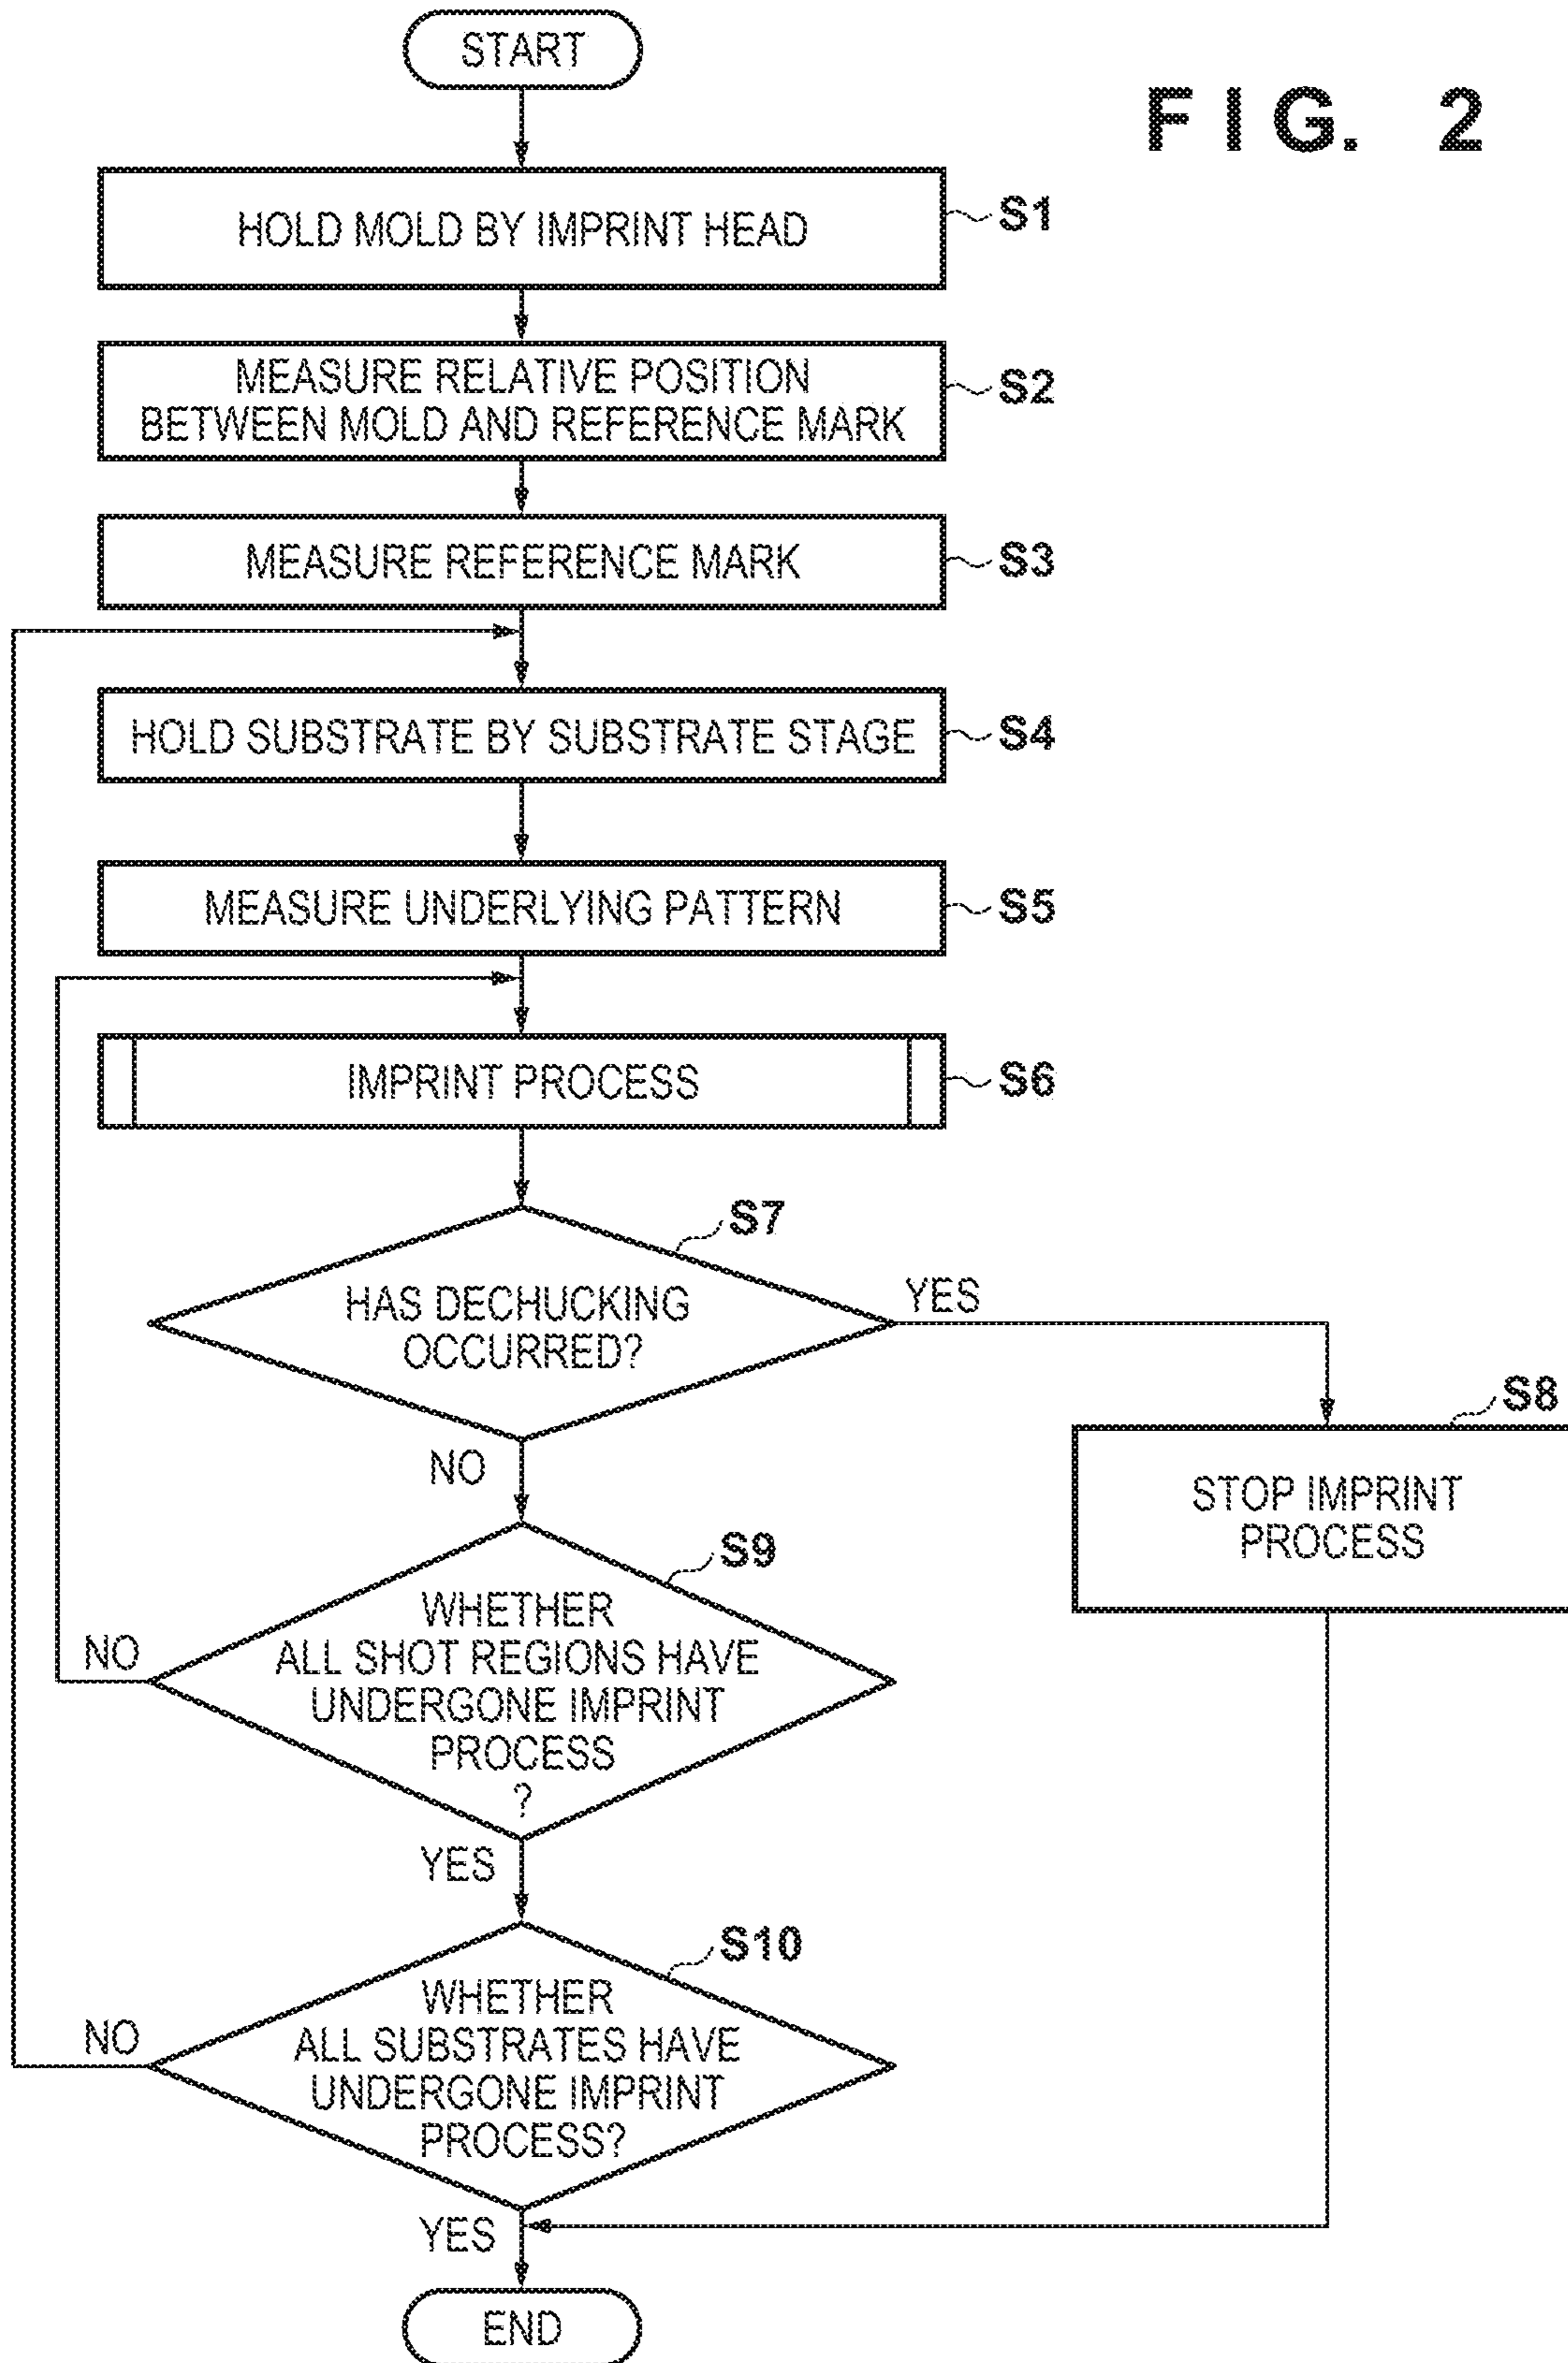 START
FIG. 2
HOLD MOLD BY IMPRINT HEAD
S1
MEASURE RELATIVE POSITION
BETWEEN MOLD AND REFERENCE MARK
S2
MEASURE REFERENCE MARK
S3
HOLD SUBSTRATE BY SUBSTRATE STAGE
S4
MEASURE UNDERLYING PATTERN
S5
IMPRINT PROCESS
S6
S7
HAS DECHUCKING
OCCURRED?
YES
NO
S8
STOP IMPRINT
PROCESS
S9
WHETHER
ALL SHOT REGIONS HAVE
UNDERGONE IMPRINT
PROCESS
?
NO
YES
S10
WHETHER
ALL SUBSTRATES HAVE
UNDERGONE IMPRINT
PROCESS?
NO
YES
END